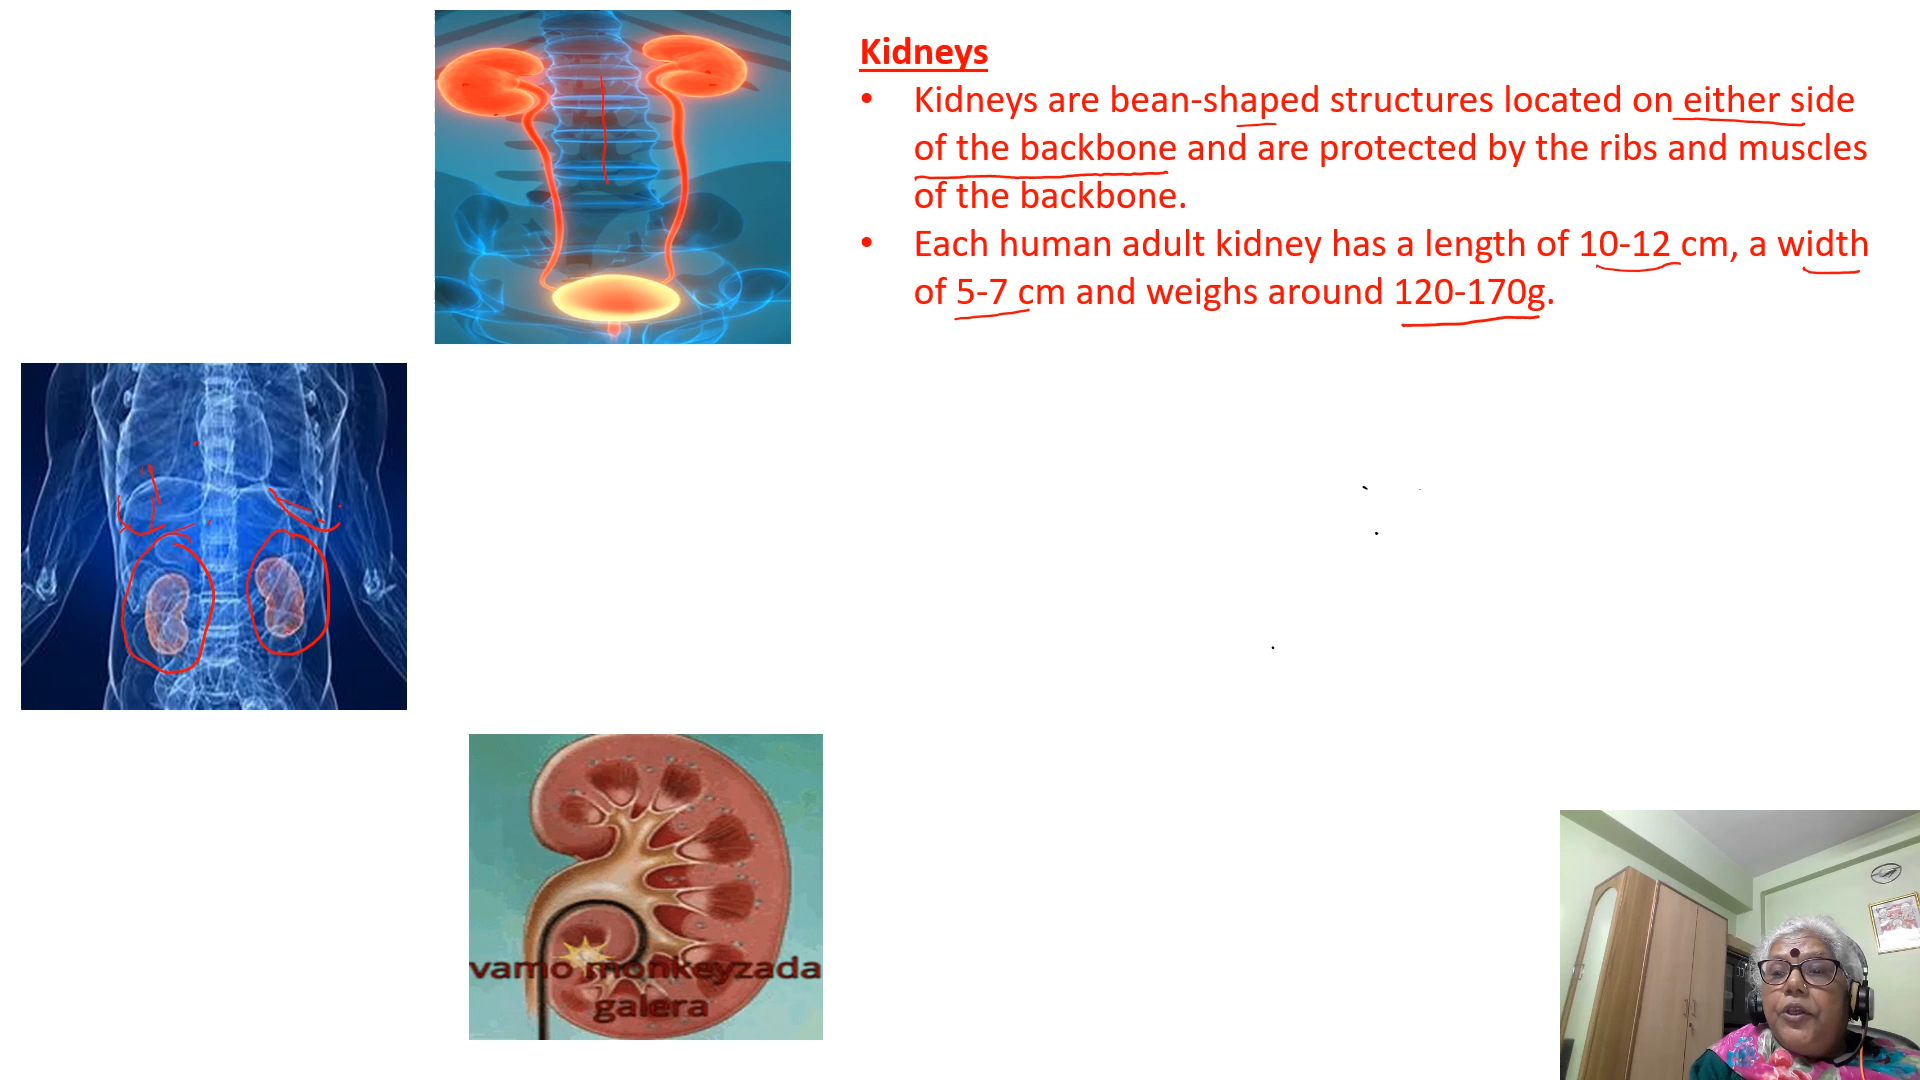 Kidneys
• Kidneys are bean-shaped structures located on either side
of the backbone and are protected by the ribs and muscles
of the backbone.
• Each human adult kidney has a length of 10-12 cm, a width
of 5-7 cm and weighs around 120-170g.
vamo monkeyzada
galera